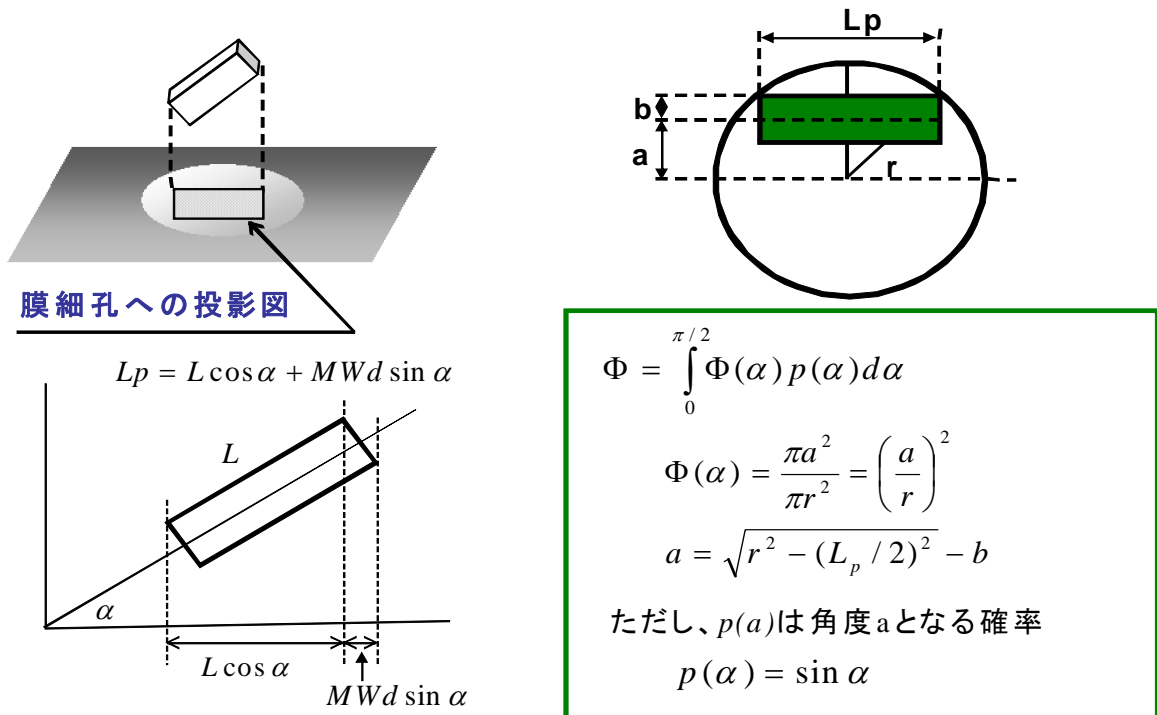 膜細孔への投影図
Lp = L cos α + MWd sin α
L
α
L cos α
MWd sin α
Lp
b
a
r
Φ = ∫₀^{π/2} Φ(α) p(α) dα
Φ(α) = πa² / πr² = (a / r)²
a = √(r² − (L_p / 2)²) − b
ただし、p(a)は角度aとなる確率
p(α) = sin α